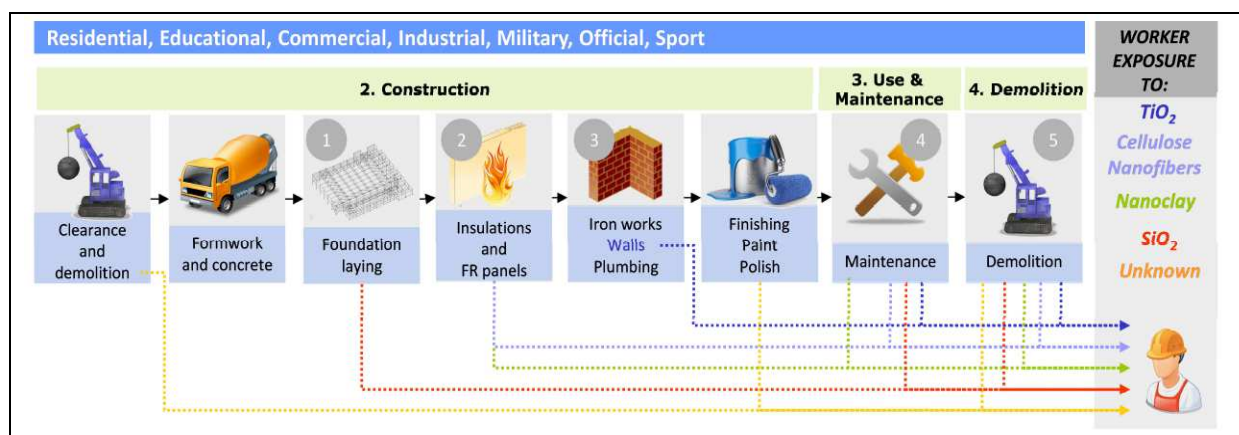 Residential, Educational, Commercial, Industrial, Military, Official, Sport
WORKER
EXPOSURE
TO:
2. Construction
3. Use &
Maintenance
4. Demolition
1
2
3
4
5
Clearance
and
demolition
Formwork
and concrete
Foundation
laying
Insulations
and
FR panels
Iron works
Walls
Plumbing
Finishing
Paint
Polish
Maintenance
Demolition
TiO₂
Cellulose
Nanofibers
Nanoclay
SiO₂
Unknown